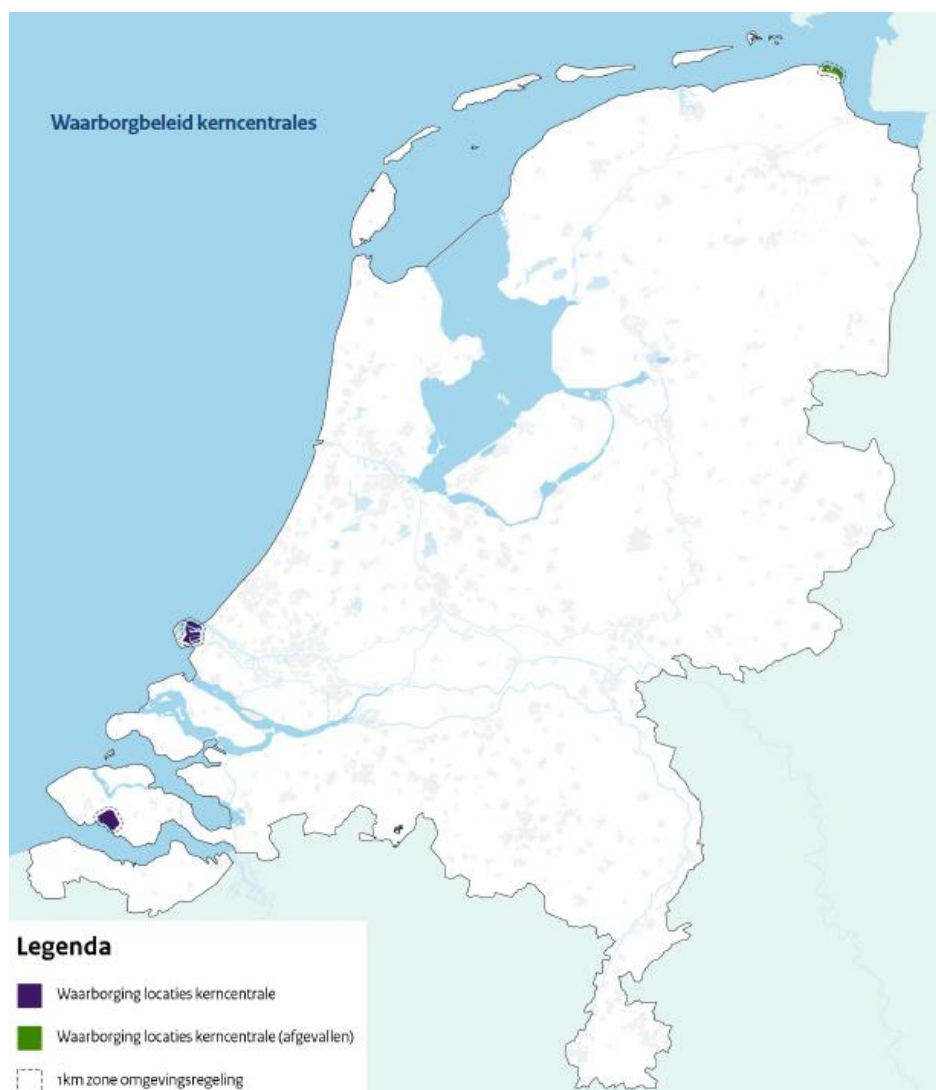 Waarborgbeleid kerncentrales
Legenda
Waarborging locaties kerncentrale
Waarborging locaties kerncentrale (afgevallen)
1km zone omgevingsregeling